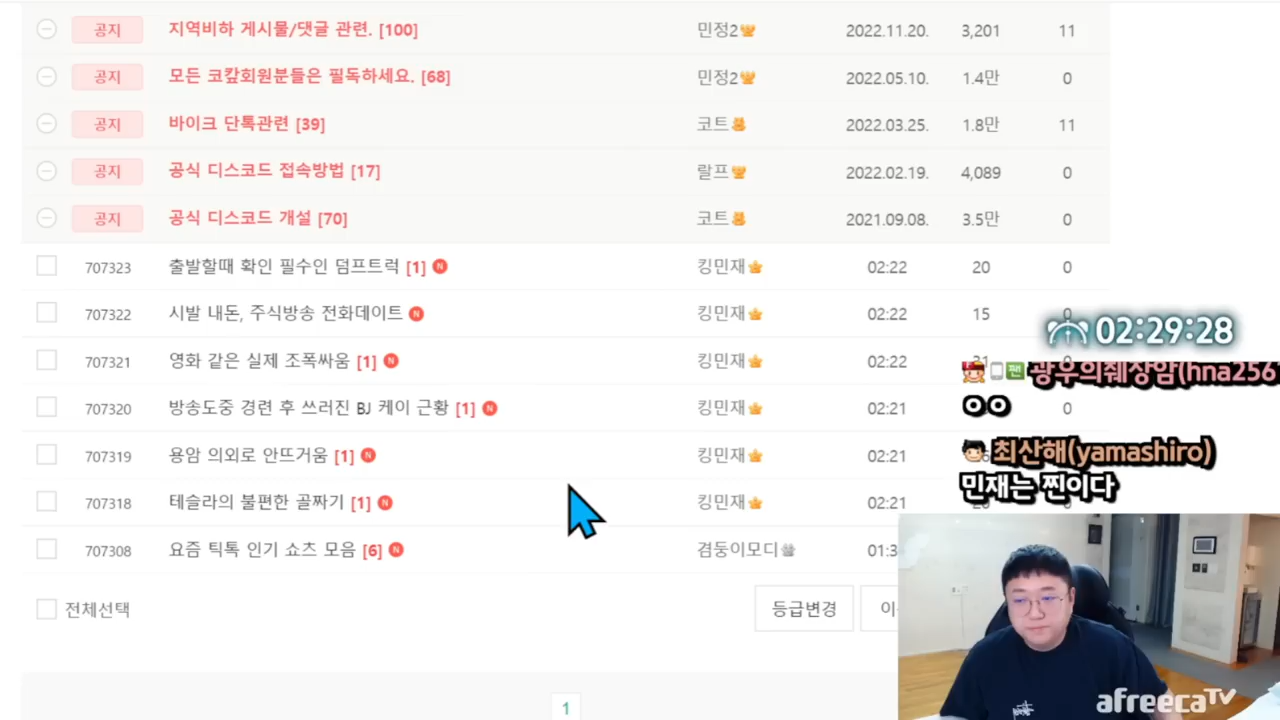 공지 지역비하 게시물/댓글 관련. [100] 민정2 2022.11.20. 3,201 11
공지 모든 코캎회원분들은 필독하세요. [68] 민정2 2022.05.10. 1.4만 0
공지 바이크 단톡관련 [39] 코트 2022.03.25. 1.8만 11
공지 공식 디스코드 접속방법 [17] 랄프 2022.02.19. 4,089 0
공지 공식 디스코드 개설 [70] 코트 2021.09.08. 3.5만 0
707323 출발할때 확인 필수인 덤프트럭 [1] N 킹민재 02:22 20 0
707322 시발 내돈, 주식방송 전화데이트 N 킹민재 02:22 15 0
02:29:28
707321 영화 같은 실제 조폭싸움 [1] N 킹민재 02:22 0
팬 광우의췌장암(hna256
707320 방송도중 경련 후 쓰러진 BJ 케이 근황 [1] N 킹민재 02:21 0
ㅇㅇ
707319 용암 의외로 안뜨거움 [1] N 킹민재 02:21
최산해(yamashiro)
민재는 찐이다
707318 테슬라의 불편한 골짜기 [1] N 킹민재 02:21
707308 요즘 틱톡 인기 쇼츠 모음 [6] N 겸둥이모디 01:3
전체선택 등급변경 이
1
afreecaTV